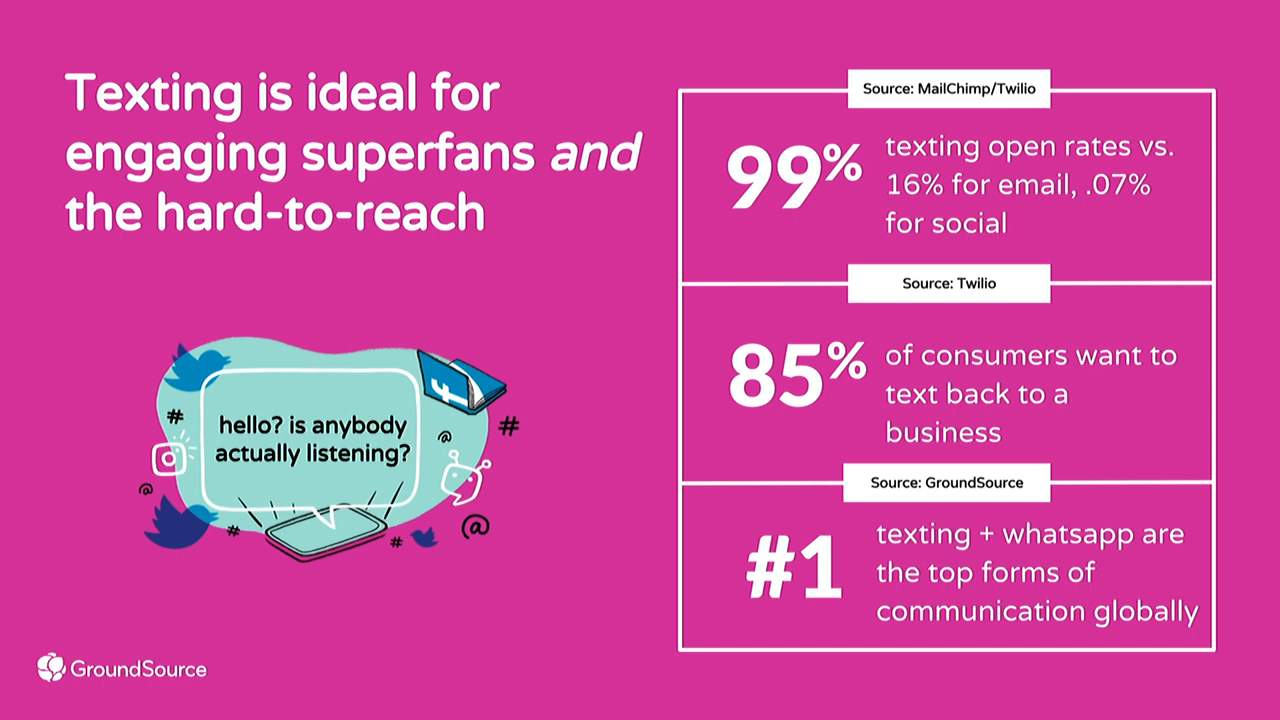 Texting is ideal for
engaging superfans and
the hard-to-reach
Source: MailChimp/Twilio
99%
texting open rates vs.
16% for email, .07%
for social
Source: Twilio
85%
of consumers want to
text back to a
business
Source: GroundSource
#1
texting + whatsapp are
the top forms of
communication globally
hello? is anybody
actually listening?
f
#
#
@
@
#
#
@
GroundSource